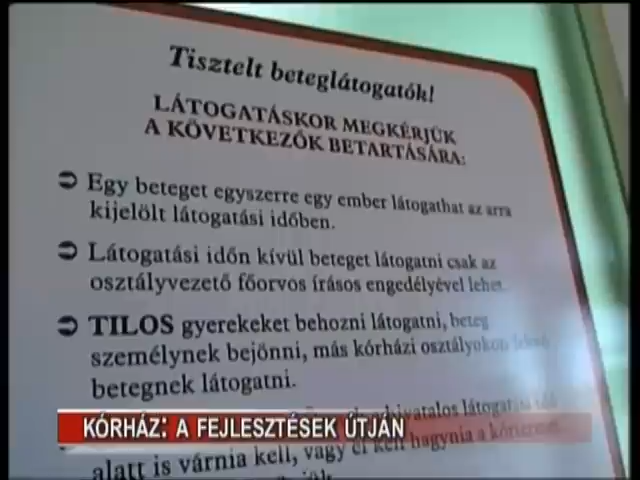 Tisztelt beteglátogatók!
LÁTOGATÁSKOR MEGKÉRJÜK
A KÖVETKEZŐK BETARTÁSÁRA:
➲ Egy beteget egyszerre egy ember látogathat az arra
kijelölt látogatási időben.
➲ Látogatási időn kívül beteget látogatni csak az
osztályvezető főorvos írásos engedélyével lehet.
➲ TILOS gyerekeket behozni látogatni, beteg
személynek bejönni, más kórházi osztályokon
betegnek látogatni.
KÓRHÁZ: A FEJLESZTÉSEK ÚTJÁN
alatt is várnia kell, vagy el kell hagynia a